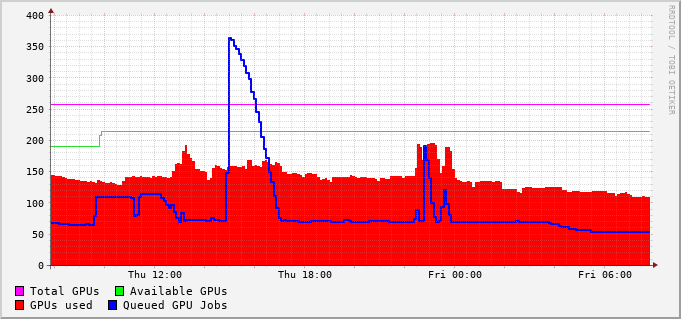 400
350
300
250
200
150
100
50
0
Thu 12:00 Thu 18:00 Fri 00:00 Fri 06:00
Total GPUs Available GPUs
GPUs used Queued GPU Jobs
RRDTOOL / TOBI OETIKER